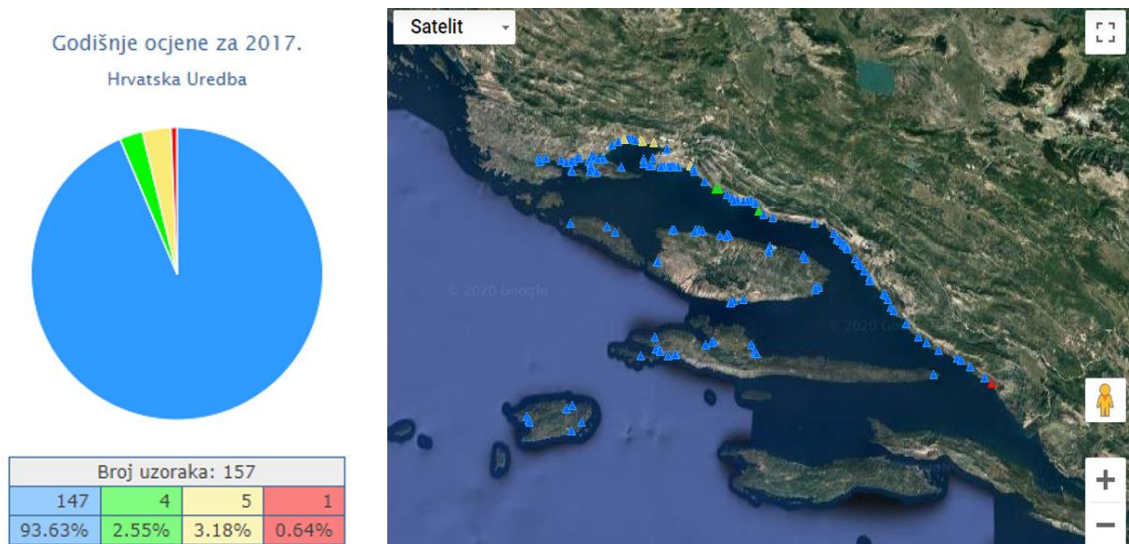 Godišnje ocjene za 2017.
Hrvatska Uredba
Broj uzoraka: 157
147 4 5 1
93.63% 2.55% 3.18% 0.64%
Satelit
© 2020 Google
© 2020 Google